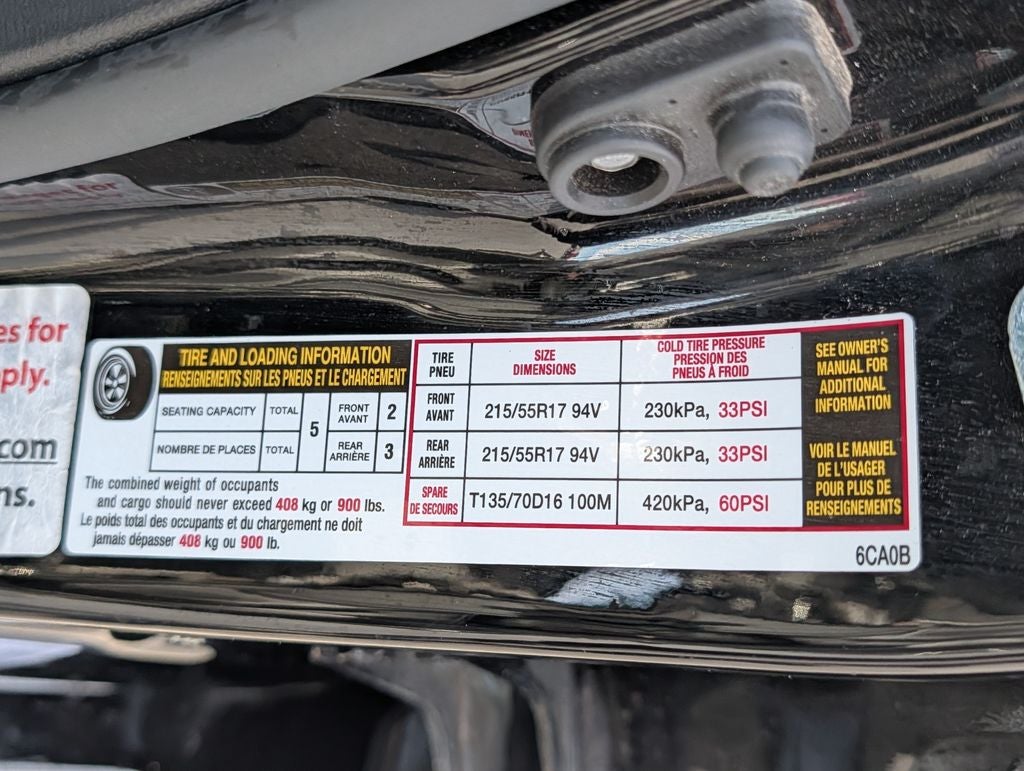 es for
ply.
com
ns.
TIRE AND LOADING INFORMATION
RENSEIGNEMENTS SUR LES PNEUS ET LE CHARGEMENT
SEATING CAPACITY TOTAL 5 FRONT AVANT 2
NOMBRE DE PLACES TOTAL REAR ARRIÈRE 3
The combined weight of occupants
and cargo should never exceed 408 kg or 900 lbs.
Le poids total des occupants et du chargement ne doit
jamais dépasser 408 kg ou 900 lb.
TIRE
PNEU
SIZE
DIMENSIONS
COLD TIRE PRESSURE
PRESSION DES
PNEUS À FROID
FRONT
AVANT
215/55R17 94V
230kPa, 33PSI
REAR
ARRIÈRE
215/55R17 94V
230kPa, 33PSI
SPARE
DE SECOURS
T135/70D16 100M
420kPa, 60PSI
SEE OWNER'S
MANUAL FOR
ADDITIONAL
INFORMATION
VOIR LE MANUEL
DE L'USAGER
POUR PLUS DE
RENSEIGNEMENTS
6CA0B